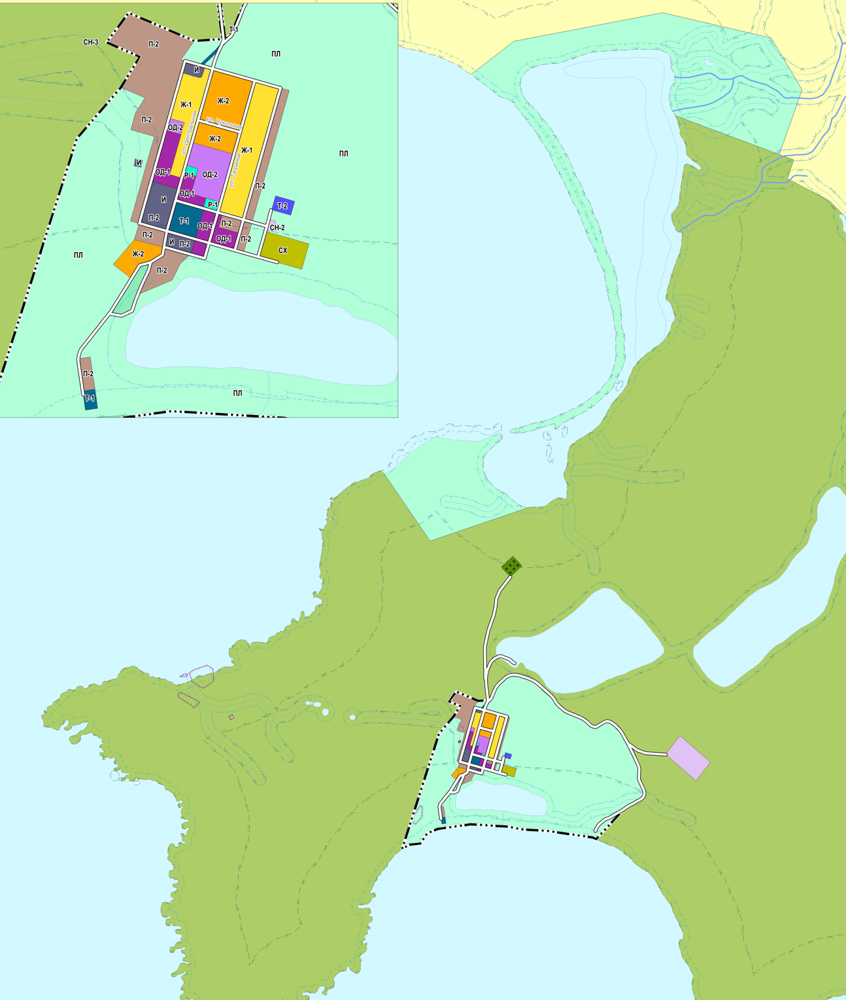 Т-1
СН-3
П-2
ПЛ
И
Ж-2
Ж-1
П-2
ул. Чукотская
ОД-2
ул. Центральная
Ж-2
Ж-1
ПЛ
И
ОД-1
Р-1
ОД-2
ул. Тагриной
П-2
ОД-1
И
Р-1
Т-2
П-2
Т-1
ОД-1
П-2
СН-2
П-2
И
П-2
ОД-1
П-2
Ж-2
СХ
ПЛ
П-2
П-2
ПЛ
Т-1